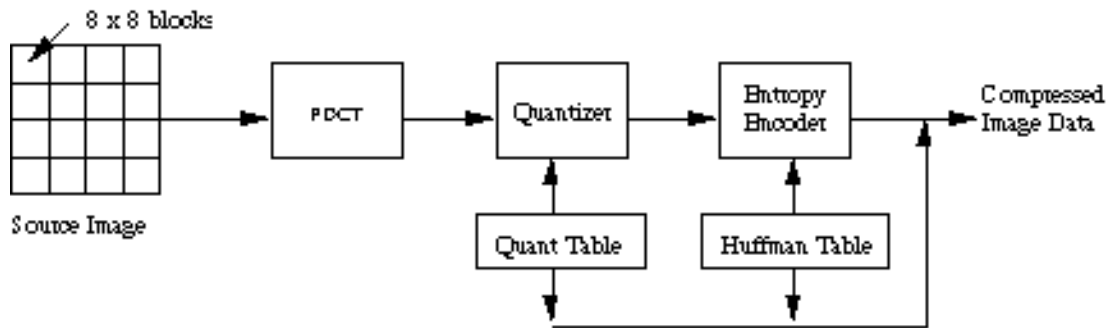 8 x 8 blocks
FDCT
Quantizer
Entropy
Encoder
Compressed
Image Data
Source Image
Quant Table
Huffman Table